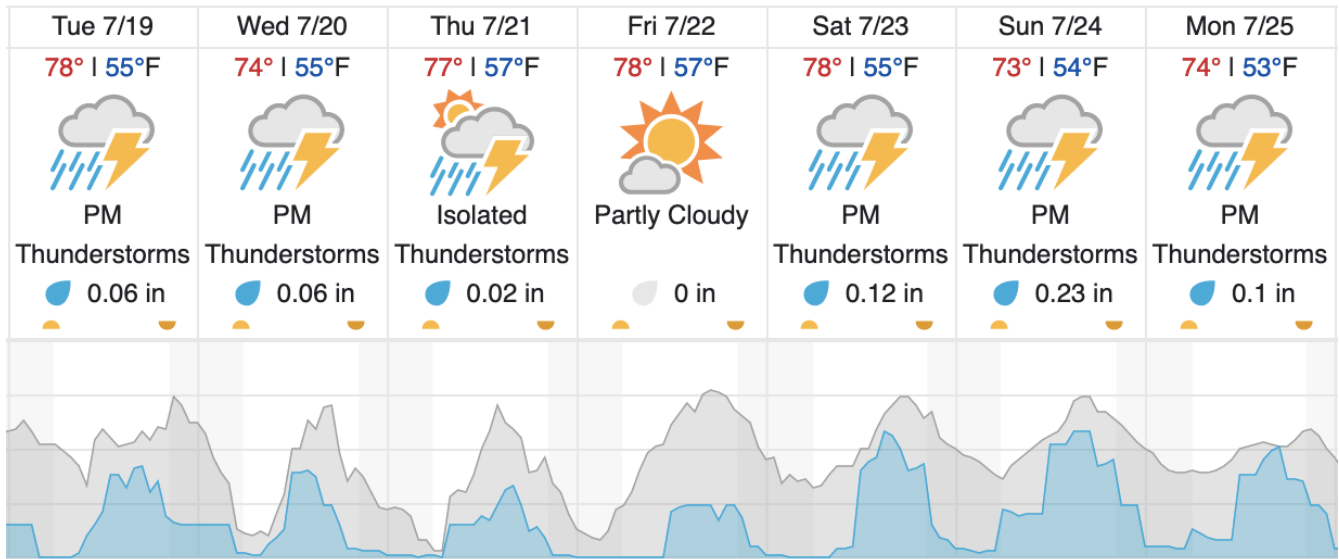 Tue 7/19 Wed 7/20 Thu 7/21 Fri 7/22 Sat 7/23 Sun 7/24 Mon 7/25
78° | 55°F 74° | 55°F 77° | 57°F 78° | 57°F 78° | 55°F 73° | 54°F 74° | 53°F
PM PM Isolated Partly Cloudy PM PM PM
Thunderstorms Thunderstorms Thunderstorms Thunderstorms Thunderstorms Thunderstorms
0.06 in 0.06 in 0.02 in 0 in 0.12 in 0.23 in 0.1 in